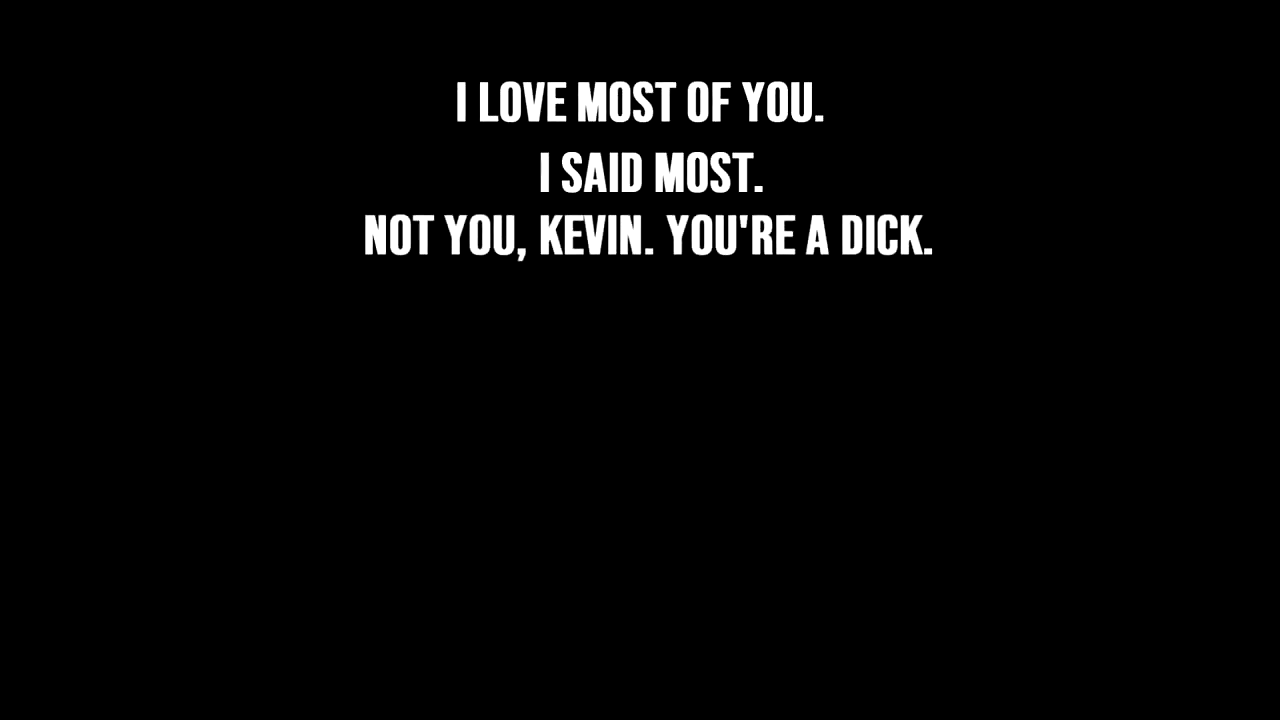 I LOVE MOST OF YOU.
I SAID MOST.
NOT YOU, KEVIN. YOU'RE A DICK.